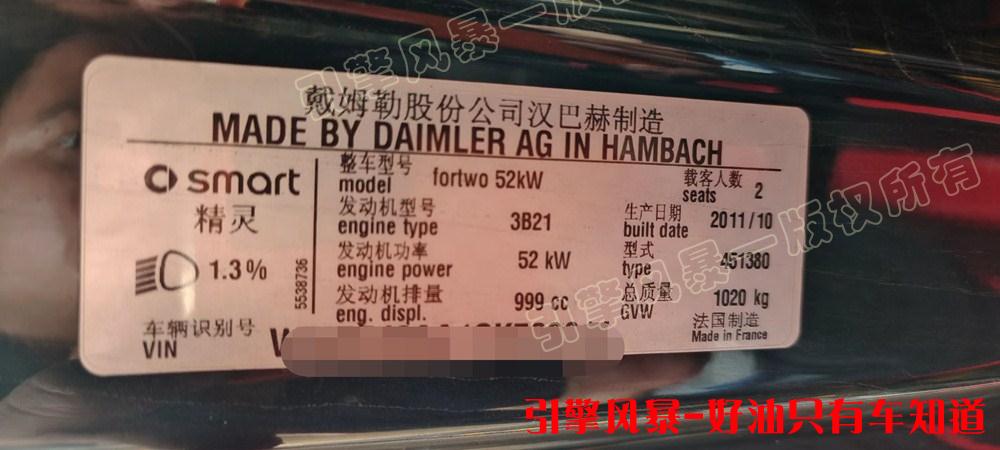 引擎风暴一版权所有
戴姆勒股份公司汉巴赫制造
MADE BY DAIMLER AG IN HAMBACH
smart
精灵
1.3%
5538736
整车型号
model fortwo 52kW
载客人数
seats 2
发动机型号
engine type 3B21
生产日期
built date 2011/10
发动机功率
engine power 52 kW
型式
type 451380
发动机排量
eng. displ. 999 cc
总质量
GVW 1020 kg
车辆识别号
VIN
法国制造
Made in France
引擎风暴一版权所有
引擎风暴-好油只有车知道